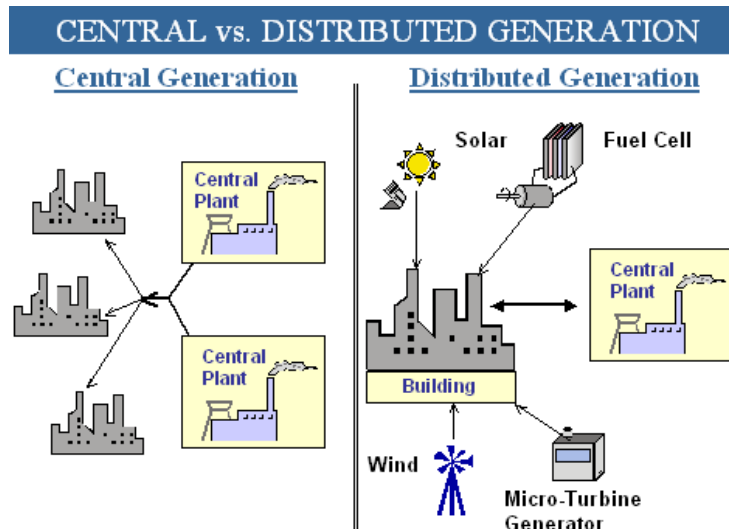 CENTRAL vs. DISTRIBUTED GENERATION
Central Generation
Central
Plant
Central
Plant
Distributed Generation
Solar
Fuel Cell
Central
Plant
Building
Wind
Micro-Turbine
Generator